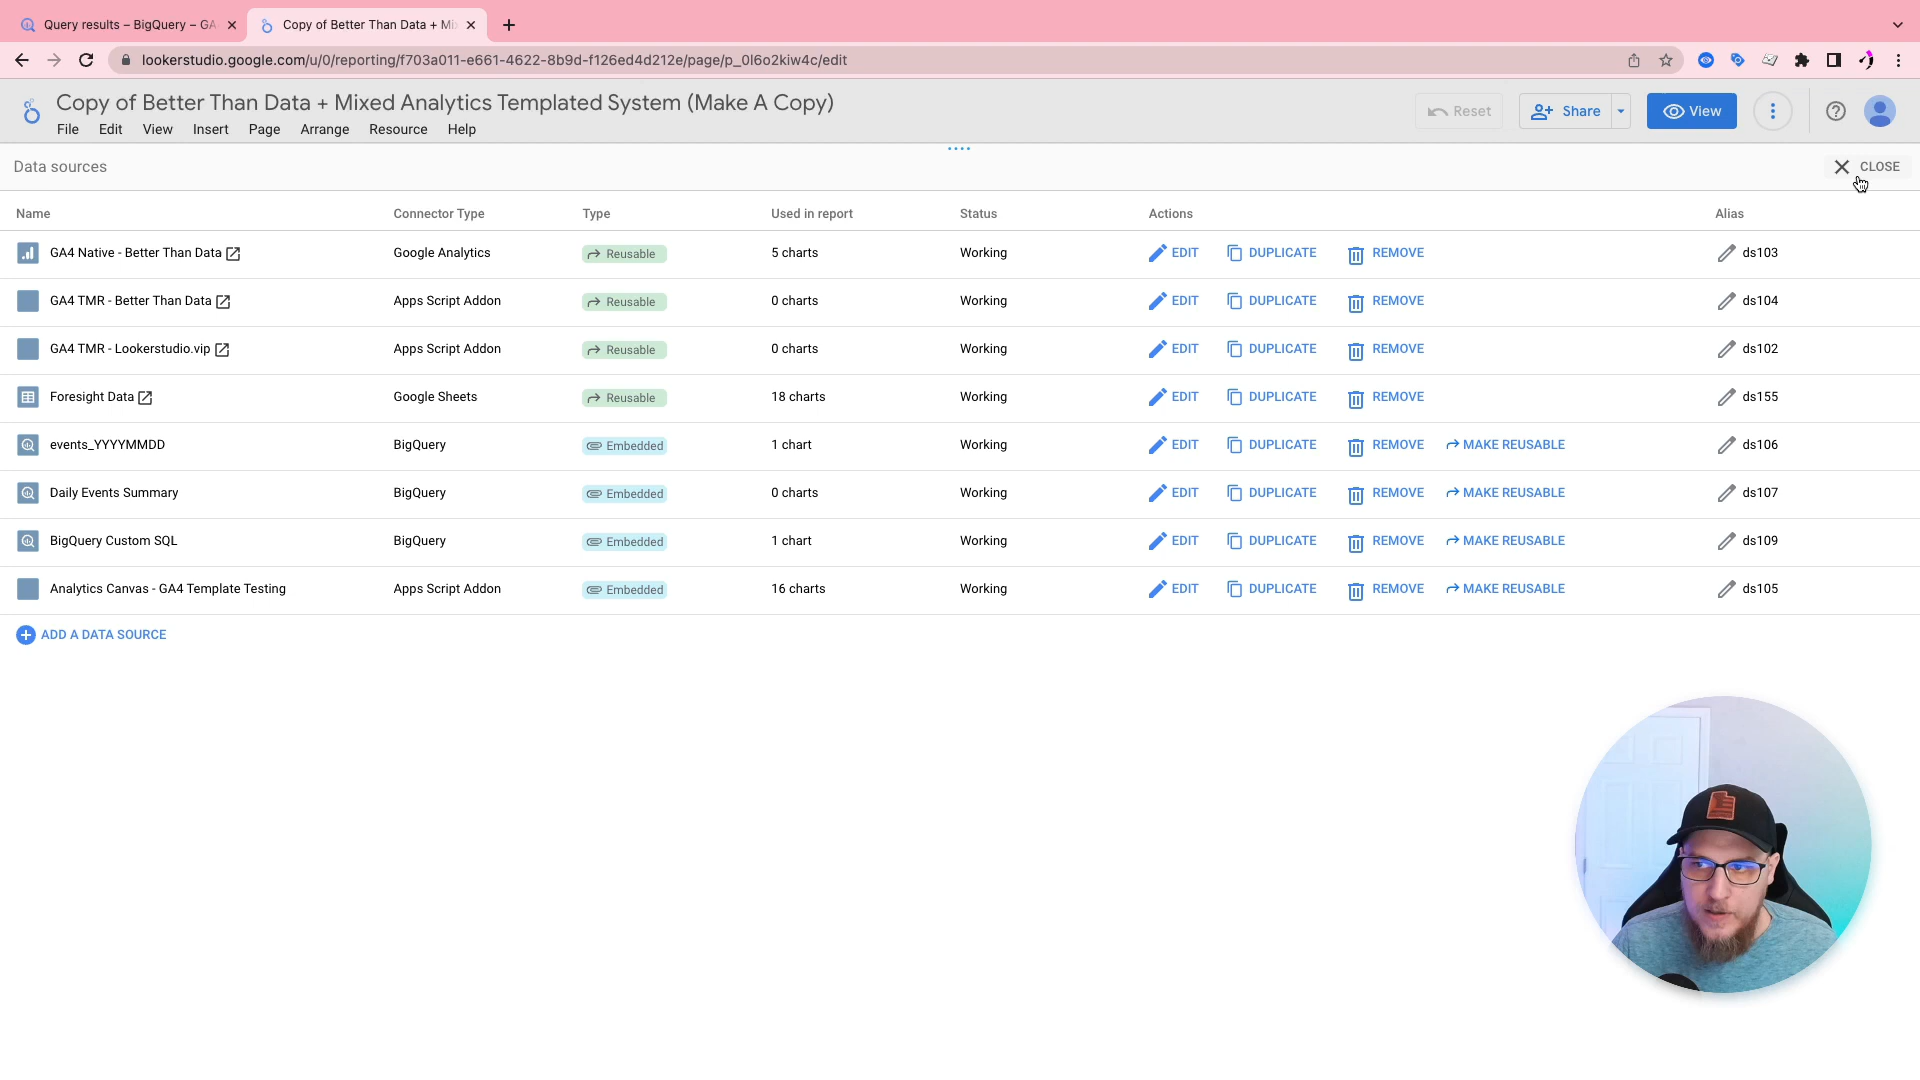 Query results – BigQuery – GA
Copy of Better Than Data + Mi
lookerstudio.google.com/u/0/reporting/f703a011-e661-4622-8b9d-f126ed4d212e/page/p_0l6o2kiw4c/edit
Copy of Better Than Data + Mixed Analytics Templated System (Make A Copy)
File Edit View Insert Page Arrange Resource Help
Reset Share View
Data sources
CLOSE
Name Connector Type Type Used in report Status Actions Alias
GA4 Native - Better Than Data Google Analytics Reusable 5 charts Working EDIT DUPLICATE REMOVE ds103
GA4 TMR - Better Than Data Apps Script Addon Reusable 0 charts Working EDIT DUPLICATE REMOVE ds104
GA4 TMR - Lookerstudio.vip Apps Script Addon Reusable 0 charts Working EDIT DUPLICATE REMOVE ds102
Foresight Data Google Sheets Reusable 18 charts Working EDIT DUPLICATE REMOVE ds155
events_YYYYMMDD BigQuery Embedded 1 chart Working EDIT DUPLICATE REMOVE MAKE REUSABLE ds106
Daily Events Summary BigQuery Embedded 0 charts Working EDIT DUPLICATE REMOVE MAKE REUSABLE ds107
BigQuery Custom SQL BigQuery Embedded 1 chart Working EDIT DUPLICATE REMOVE MAKE REUSABLE ds109
Analytics Canvas - GA4 Template Testing Apps Script Addon Embedded 16 charts Working EDIT DUPLICATE REMOVE MAKE REUSABLE ds105
ADD A DATA SOURCE